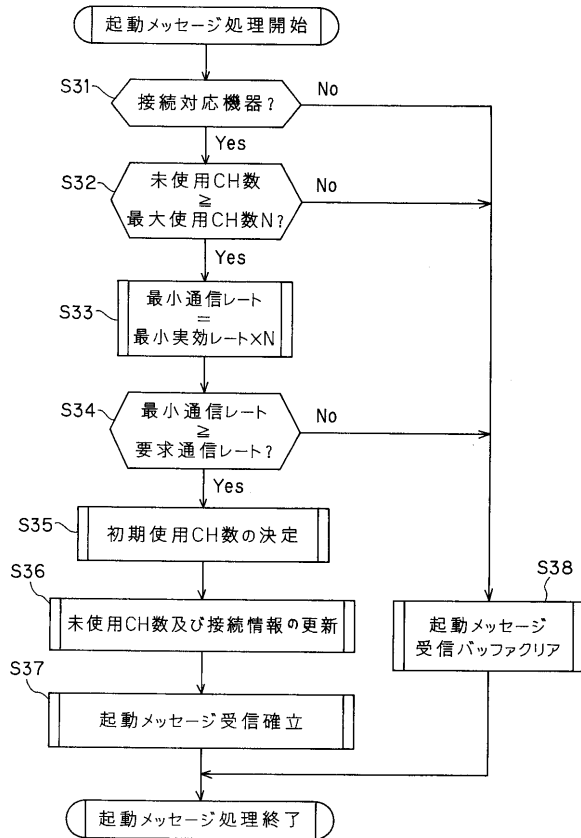 起動メッセージ処理開始
S31
接続対応機器?
No
Yes
S32
未使用CH数
≧
最大使用CH数N?
No
Yes
S33
最小通信レート
=
最小実効レート×N
S34
最小通信レート
≧
要求通信レート?
No
Yes
S35
初期使用CH数の決定
S36
未使用CH数及び接続情報の更新
S38
起動メッセージ
受信バッファクリア
S37
起動メッセージ受信確立
起動メッセージ処理終了